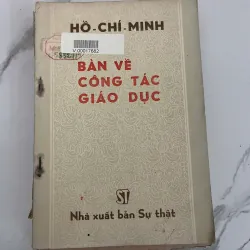 HỒ-CHÍ-MINH
BÀN VỀ
CÔNG TÁC
GIÁO DỤC
ST
Nhà xuất bản Sự thật